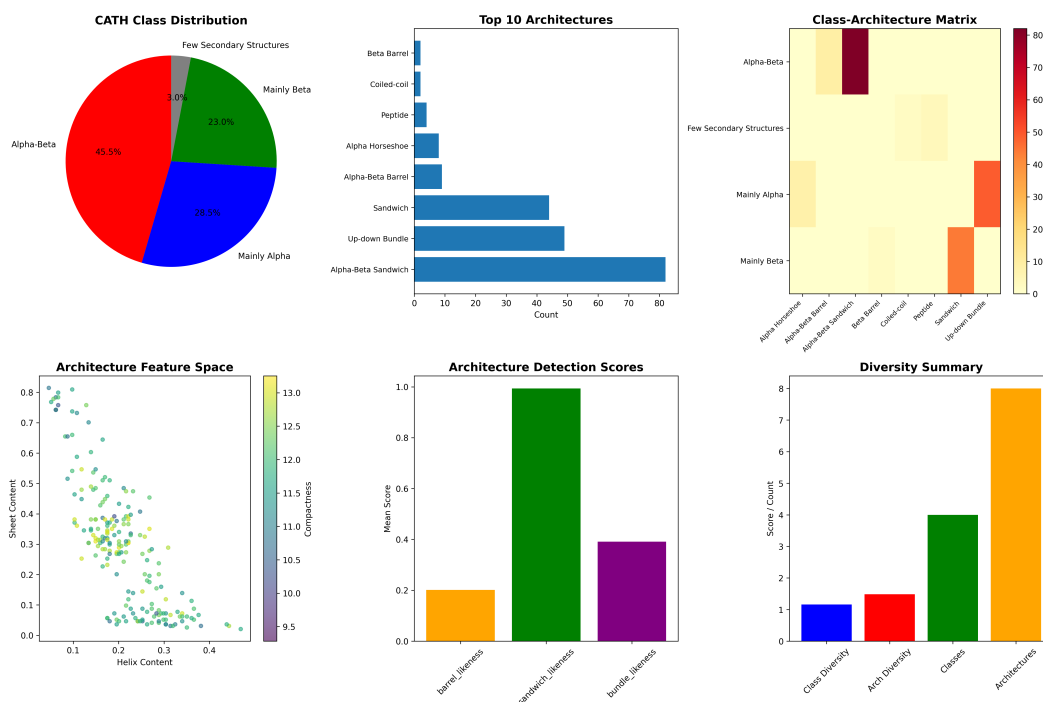 CATH Class Distribution
Few Secondary Structures
Mainly Beta
Alpha-Beta
Mainly Alpha
3.0%
23.0%
45.5%
28.5%
Top 10 Architectures
Beta Barrel
Coiled-coil
Peptide
Alpha Horseshoe
Alpha-Beta Barrel
Sandwich
Up-down Bundle
Alpha-Beta Sandwich
0 10 20 30 40 50 60 70 80
Count
Class-Architecture Matrix
Alpha-Beta
Few Secondary Structures
Mainly Alpha
Mainly Beta
Alpha Horseshoe
Alpha-Beta Barrel
Alpha-Beta Sandwich
Beta Barrel
Coiled-coil
Peptide
Sandwich
Up-down Bundle
80
70
60
50
40
30
20
10
0
Architecture Feature Space
Sheet Content
0.8
0.7
0.6
0.5
0.4
0.3
0.2
0.1
0.0
0.1 0.2 0.3 0.4
Helix Content
13.0
12.5
12.0
11.5
11.0
10.5
10.0
9.5
Compactness
Architecture Detection Scores
Mean Score
1.0
0.8
0.6
0.4
0.2
0.0
barrel_likeness
sandwich_likeness
bundle_likeness
Diversity Summary
Score / Count
8
7
6
5
4
3
2
1
0
Class Diversity
Arch Diversity
Classes
Architectures